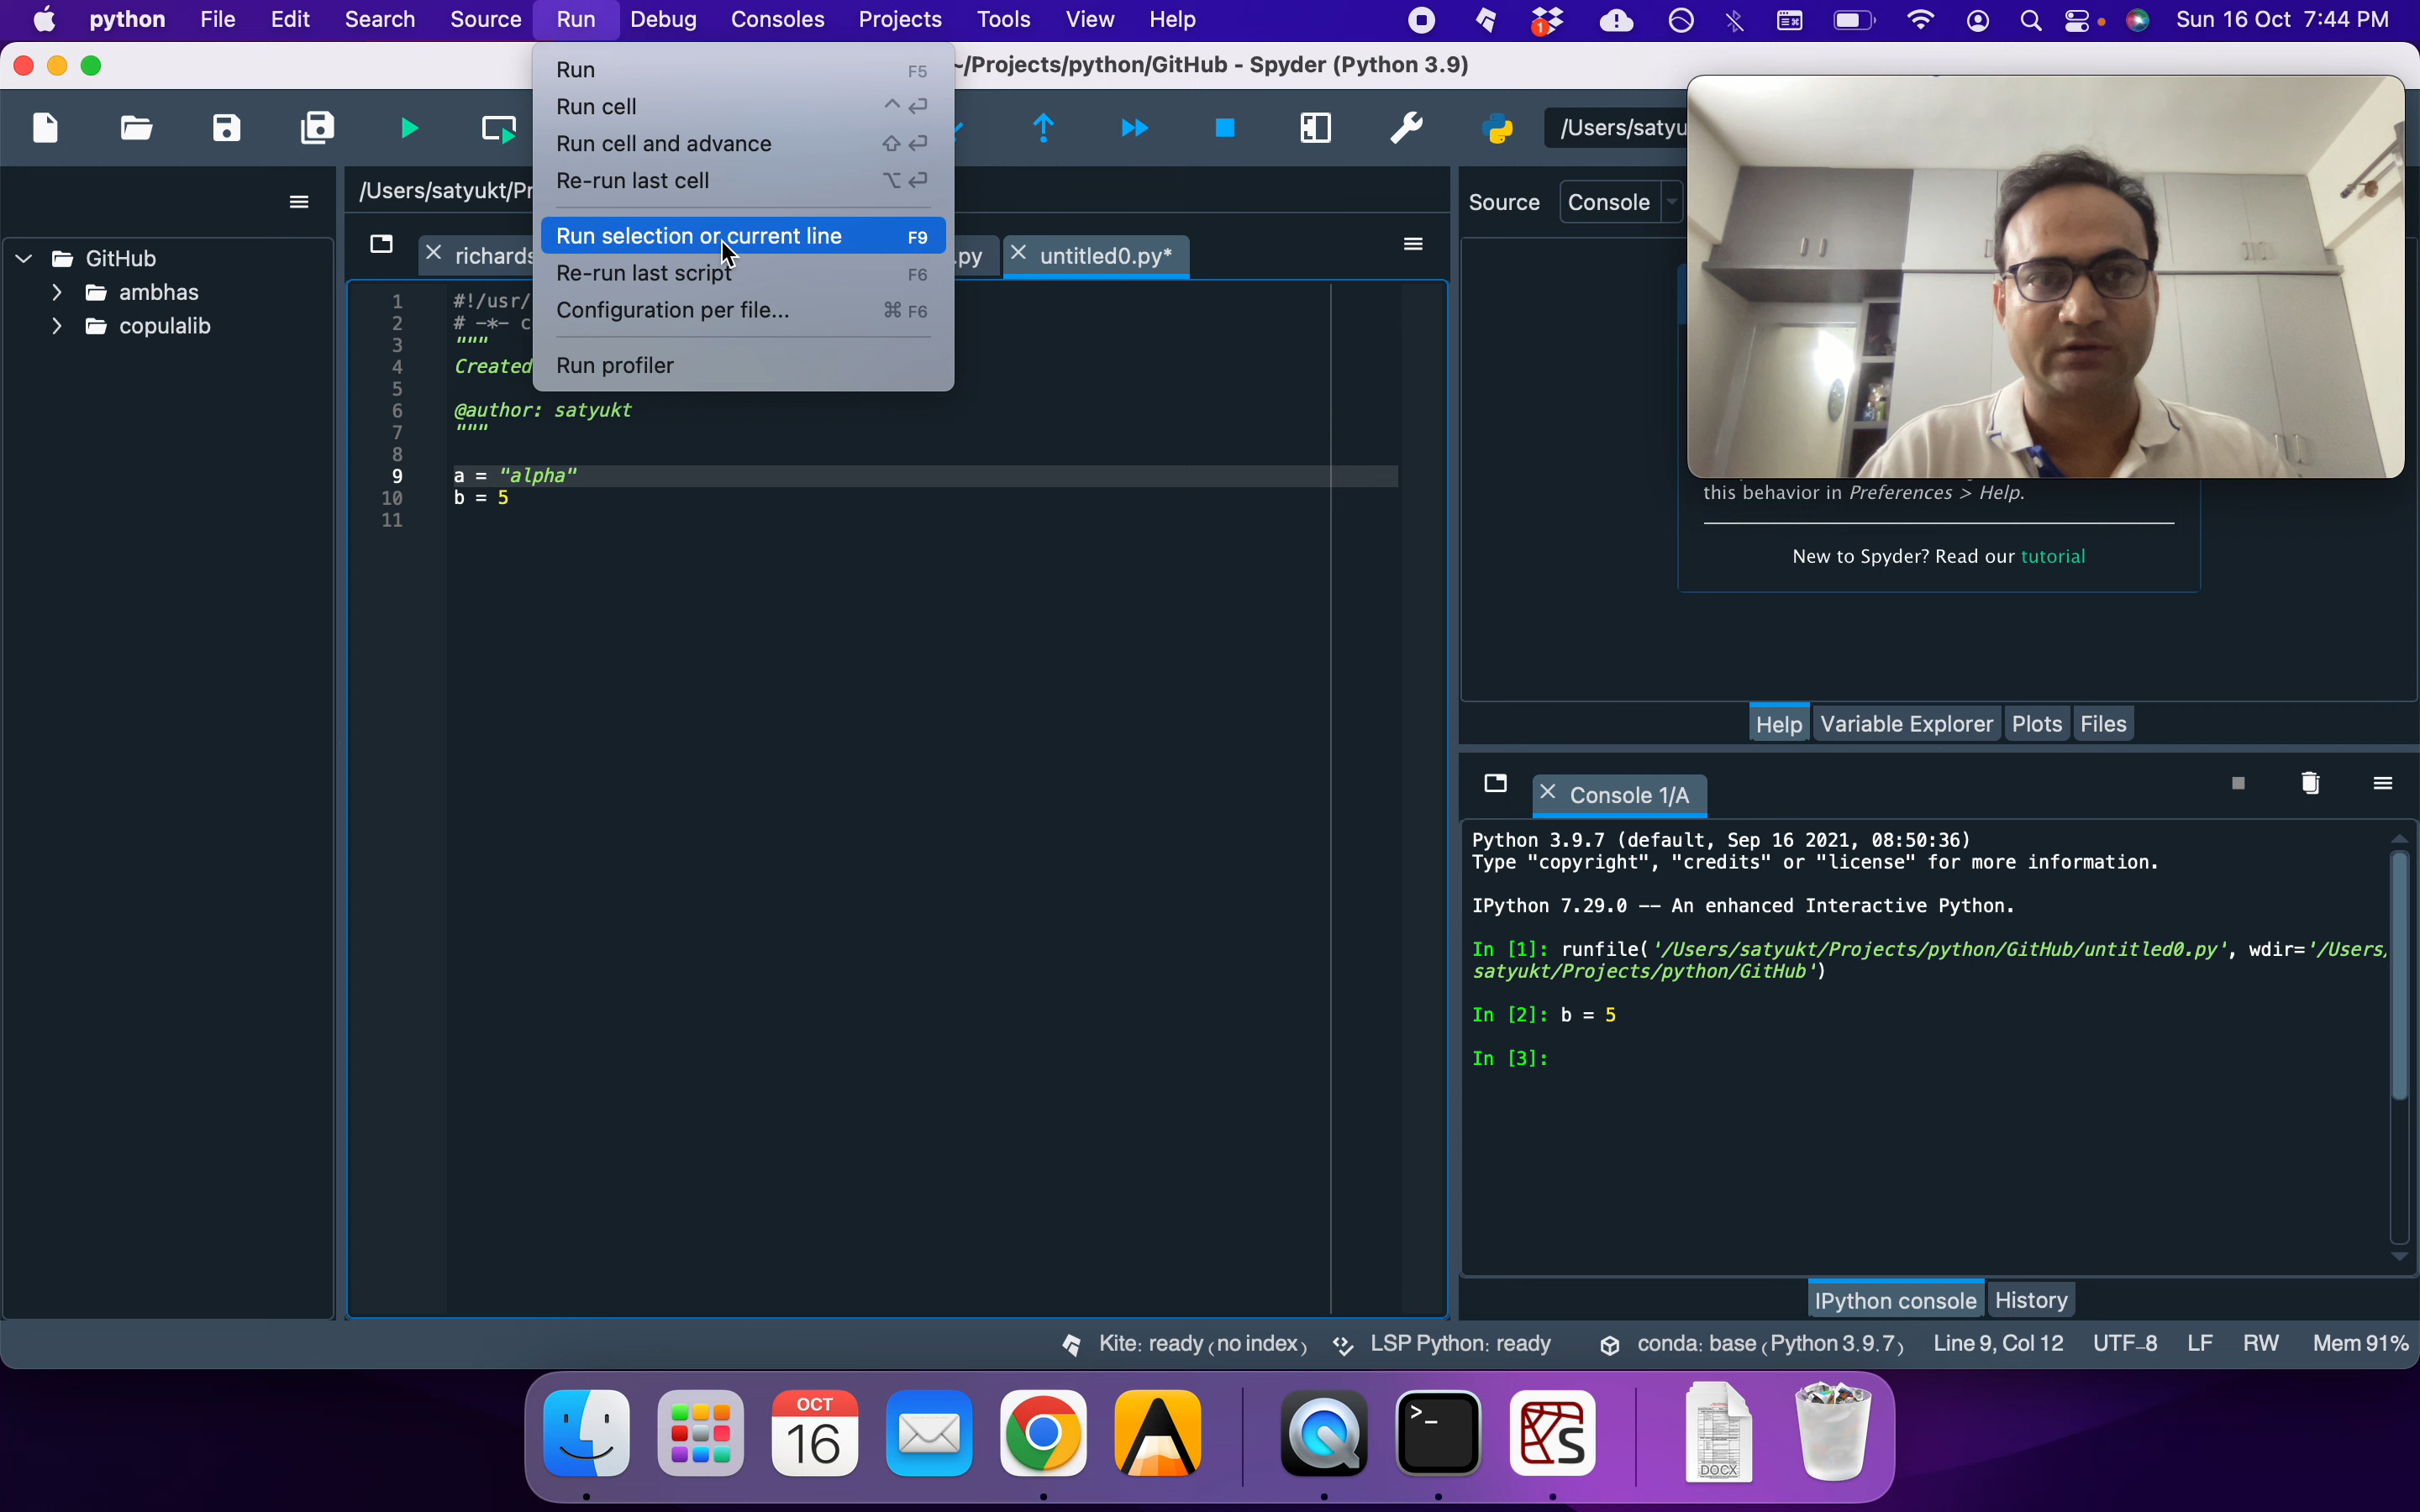 python File Edit Search Source Run Debug Consoles Projects Tools View Help 1 Sun 16 Oct 7:44 PM
~/Projects/python/GitHub - Spyder (Python 3.9)
Run F5
Run cell ^ ⏎
Run cell and advance ⇧ ⏎
Re-run last cell ⌥ ⏎
Run selection or current line F9
Re-run last script F6
Configuration per file... ⌘ F6
Run profiler
/Users/satyu
/Users/satyukt/Pr
GitHub
ambhas
copulalib
richards .py untitled0.py*
1 #!/usr/
2 # -*- c
3 """
4 Created
5
6 @author: satyukt
7 """
8
9 a = "alpha"
10 b = 5
11
Source Console
this behavior in Preferences > Help.
New to Spyder? Read our tutorial
Help Variable Explorer Plots Files
Console 1/A
Python 3.9.7 (default, Sep 16 2021, 08:50:36)
Type "copyright", "credits" or "license" for more information.
IPython 7.29.0 -- An enhanced Interactive Python.
In [1]: runfile('/Users/satyukt/Projects/python/GitHub/untitled0.py', wdir='/Users/
satyukt/Projects/python/GitHub')
In [2]: b = 5
In [3]:
IPython console History
Kite: ready (no index) LSP Python: ready conda: base (Python 3.9.7) Line 9, Col 12 UTF-8 LF RW Mem 91%
OCT
16
>_
S
DOCX